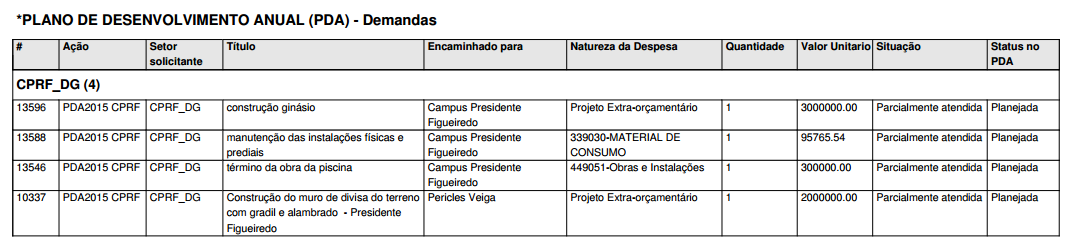 *PLANO DE DESENVOLVIMENTO ANUAL (PDA) - Demandas
# Ação Setor solicitante Título Encaminhado para Natureza da Despesa Quantidade Valor Unitario Situação Status no PDA
CPRF_DG (4)
13596 PDA2015 CPRF CPRF_DG construção ginásio Campus Presidente Figueiredo Projeto Extra-orçamentário 1 3000000.00 Parcialmente atendida Planejada
13588 PDA2015 CPRF CPRF_DG manutenção das instalações físicas e prediais Campus Presidente Figueiredo 339030-MATERIAL DE CONSUMO 1 95765.54 Parcialmente atendida Planejada
13546 PDA2015 CPRF CPRF_DG término da obra da piscina Campus Presidente Figueiredo 449051-Obras e Instalações 1 300000.00 Parcialmente atendida Planejada
10337 PDA2015 CPRF CPRF_DG Construção do muro de divisa do terreno com gradil e alambrado - Presidente Figueiredo Pericles Veiga Projeto Extra-orçamentário 1 2000000.00 Parcialmente atendida Planejada